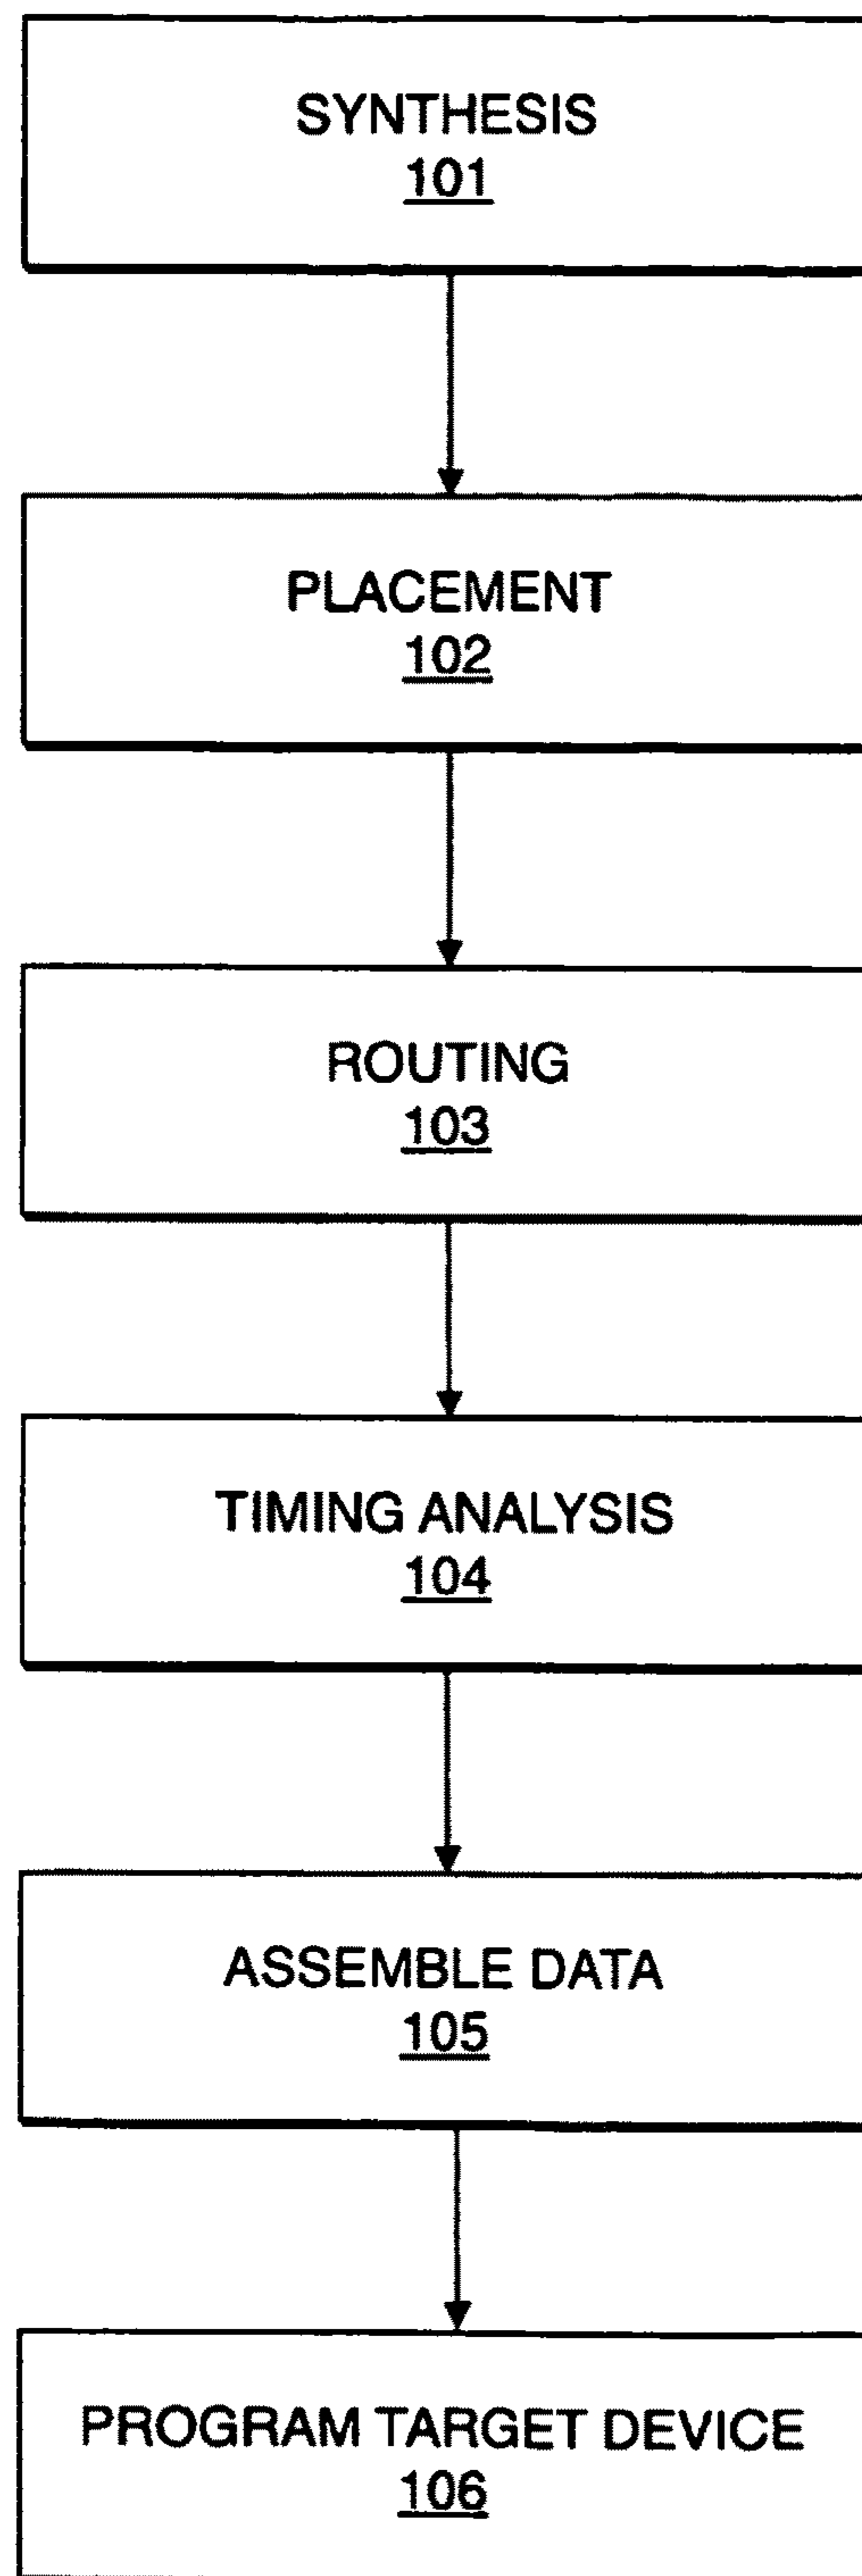 SYNTHESIS
101
PLACEMENT
102
ROUTING
103
TIMING ANALYSIS
104
ASSEMBLE DATA
105
PROGRAM TARGET DEVICE
106